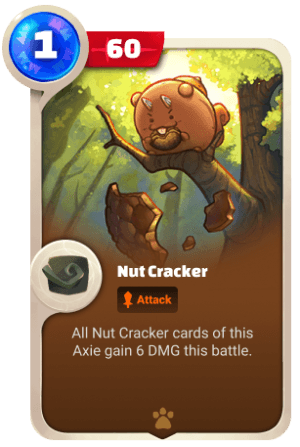 1
60
Nut Cracker
Attack
All Nut Cracker cards of this
Axie gain 6 DMG this battle.